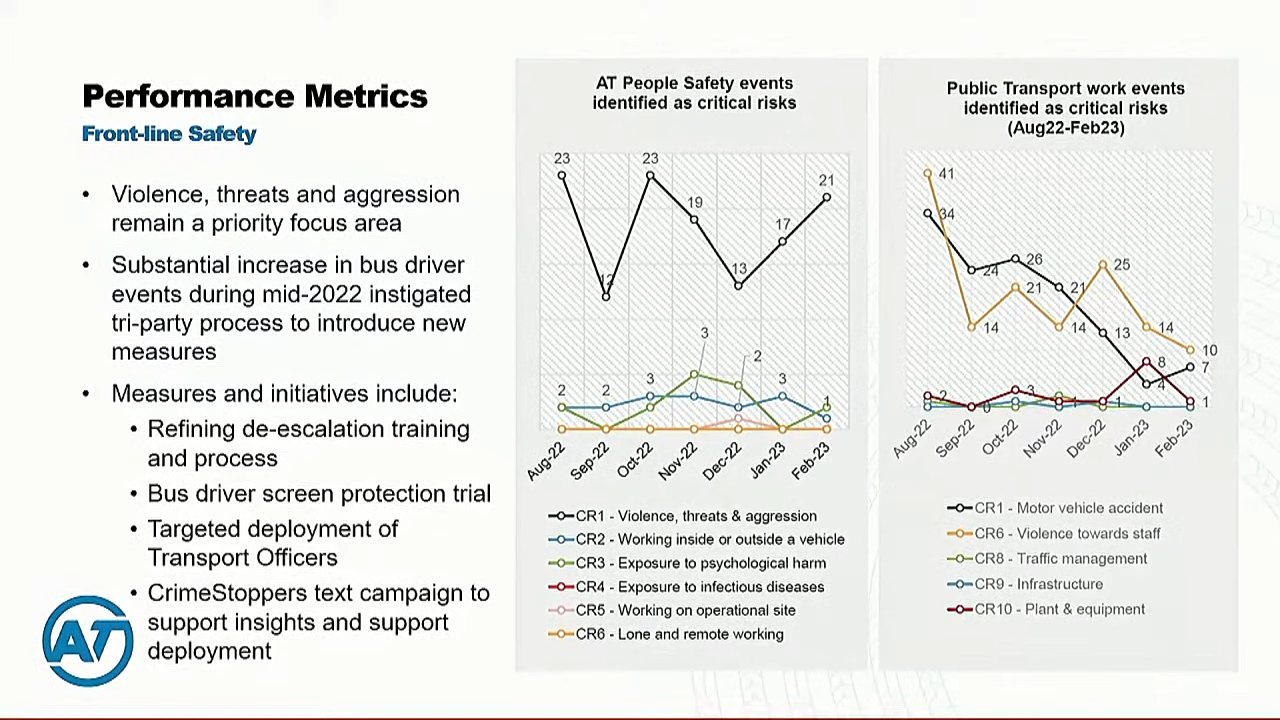 Performance Metrics
Front-line Safety
• Violence, threats and aggression
remain a priority focus area
• Substantial increase in bus driver
events during mid-2022 instigated
tri-party process to introduce new
measures
• Measures and initiatives include:
• Refining de-escalation training
and process
• Bus driver screen protection trial
• Targeted deployment of
Transport Officers
• CrimeStoppers text campaign to
support insights and support
deployment
AT
AT People Safety events
identified as critical risks
23
12
23
19
13
17
21
3
2
2
2
3
3
1
Aug-22
Sep-22
Oct-22
Nov-22
Dec-22
Jan-23
Feb-23
CR1 - Violence, threats & aggression
CR2 - Working inside or outside a vehicle
CR3 - Exposure to psychological harm
CR4 - Exposure to infectious diseases
CR5 - Working on operational site
CR6 - Lone and remote working
Public Transport work events
identified as critical risks
(Aug22-Feb23)
41
34
24
26
21
13
4
7
14
21
14
25
14
10
2
0
3
1
1
8
1
Aug-22
Sep-22
Oct-22
Nov-22
Dec-22
Jan-23
Feb-23
CR1 - Motor vehicle accident
CR6 - Violence towards staff
CR8 - Traffic management
CR9 - Infrastructure
CR10 - Plant & equipment